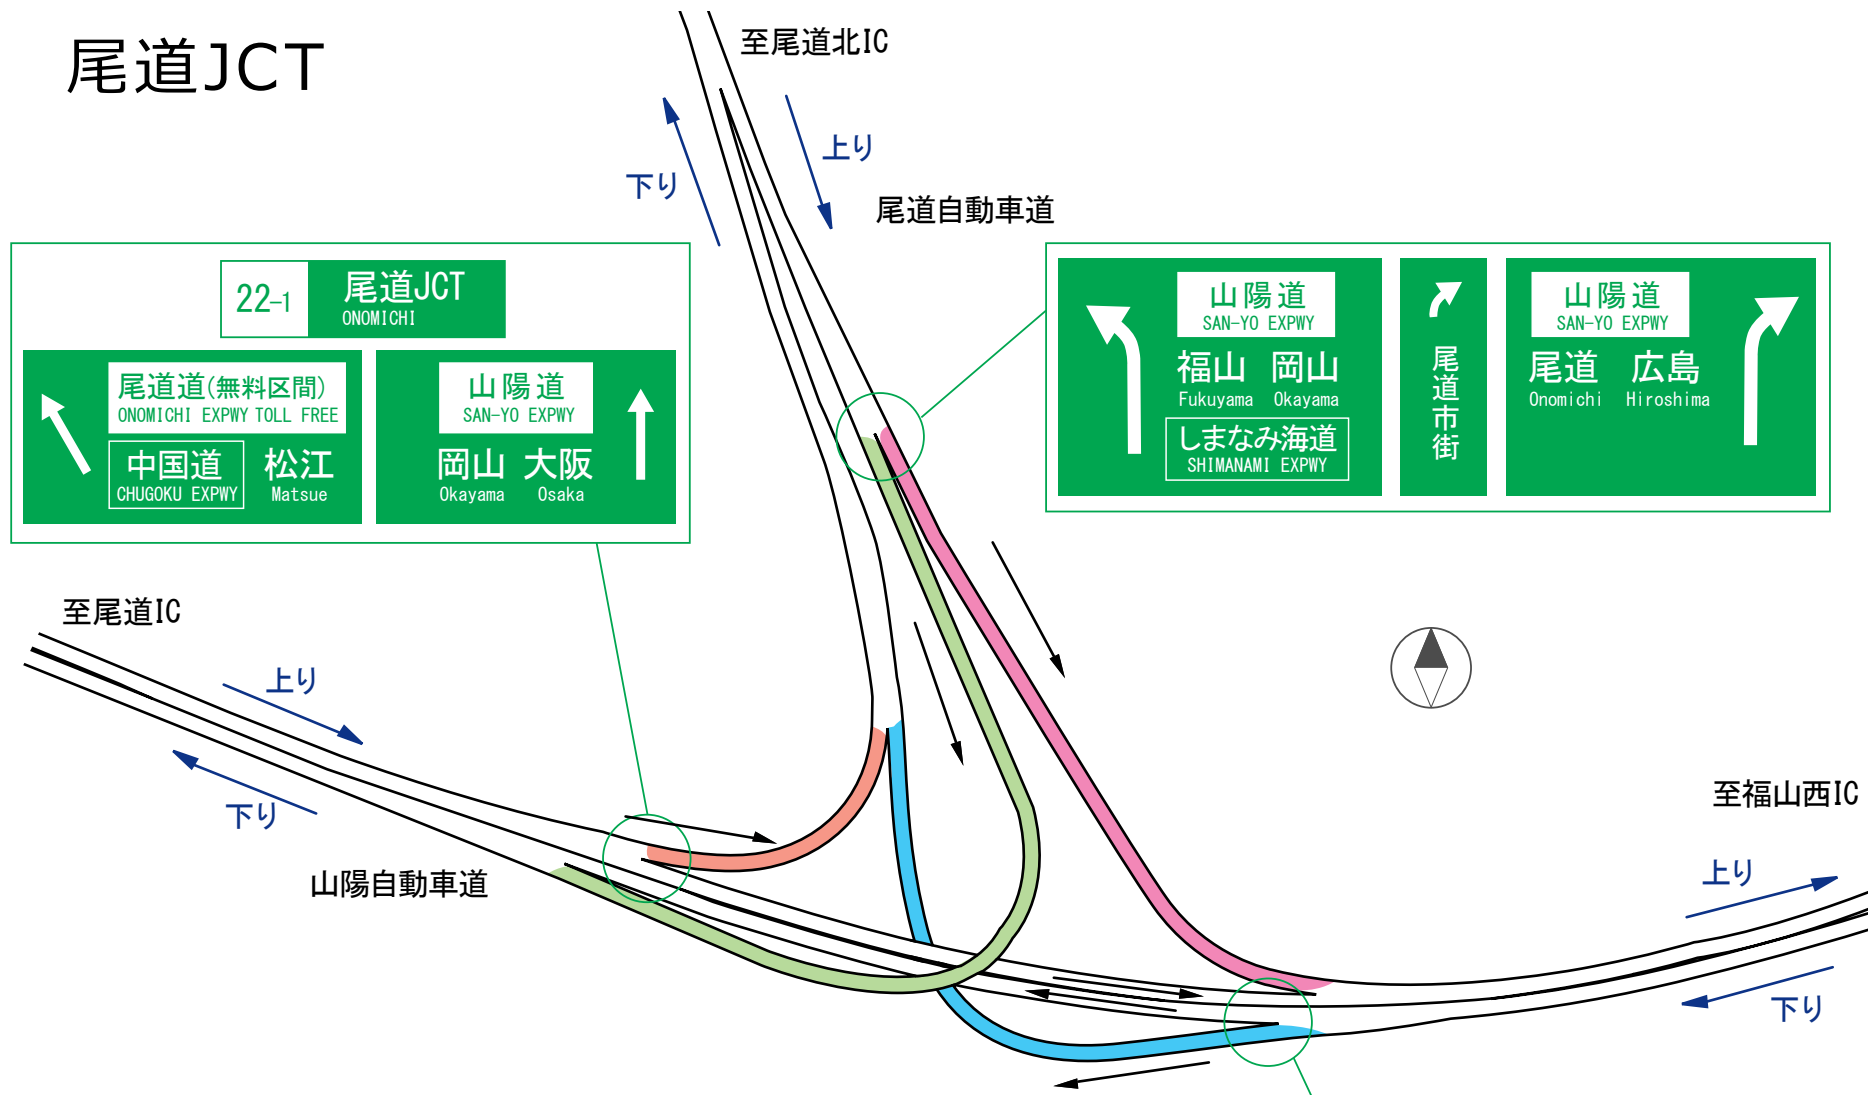 尾道JCT
至尾道北IC
上り
下り
尾道自動車道
22-1
尾道JCT
ONOMICHI
尾道道(無料区間)
ONOMICHI EXPWY TOLL FREE
中国道
CHUGOKU EXPWY
松江
Matsue
山陽道
SAN-YO EXPWY
岡山 大阪
Okayama Osaka
山陽道
SAN-YO EXPWY
福山 岡山
Fukuyama Okayama
しまなみ海道
SHIMANAMI EXPWY
尾道市街
山陽道
SAN-YO EXPWY
尾道 広島
Onomichi Hiroshima
至尾道IC
上り
下り
山陽自動車道
至福山西IC
上り
下り